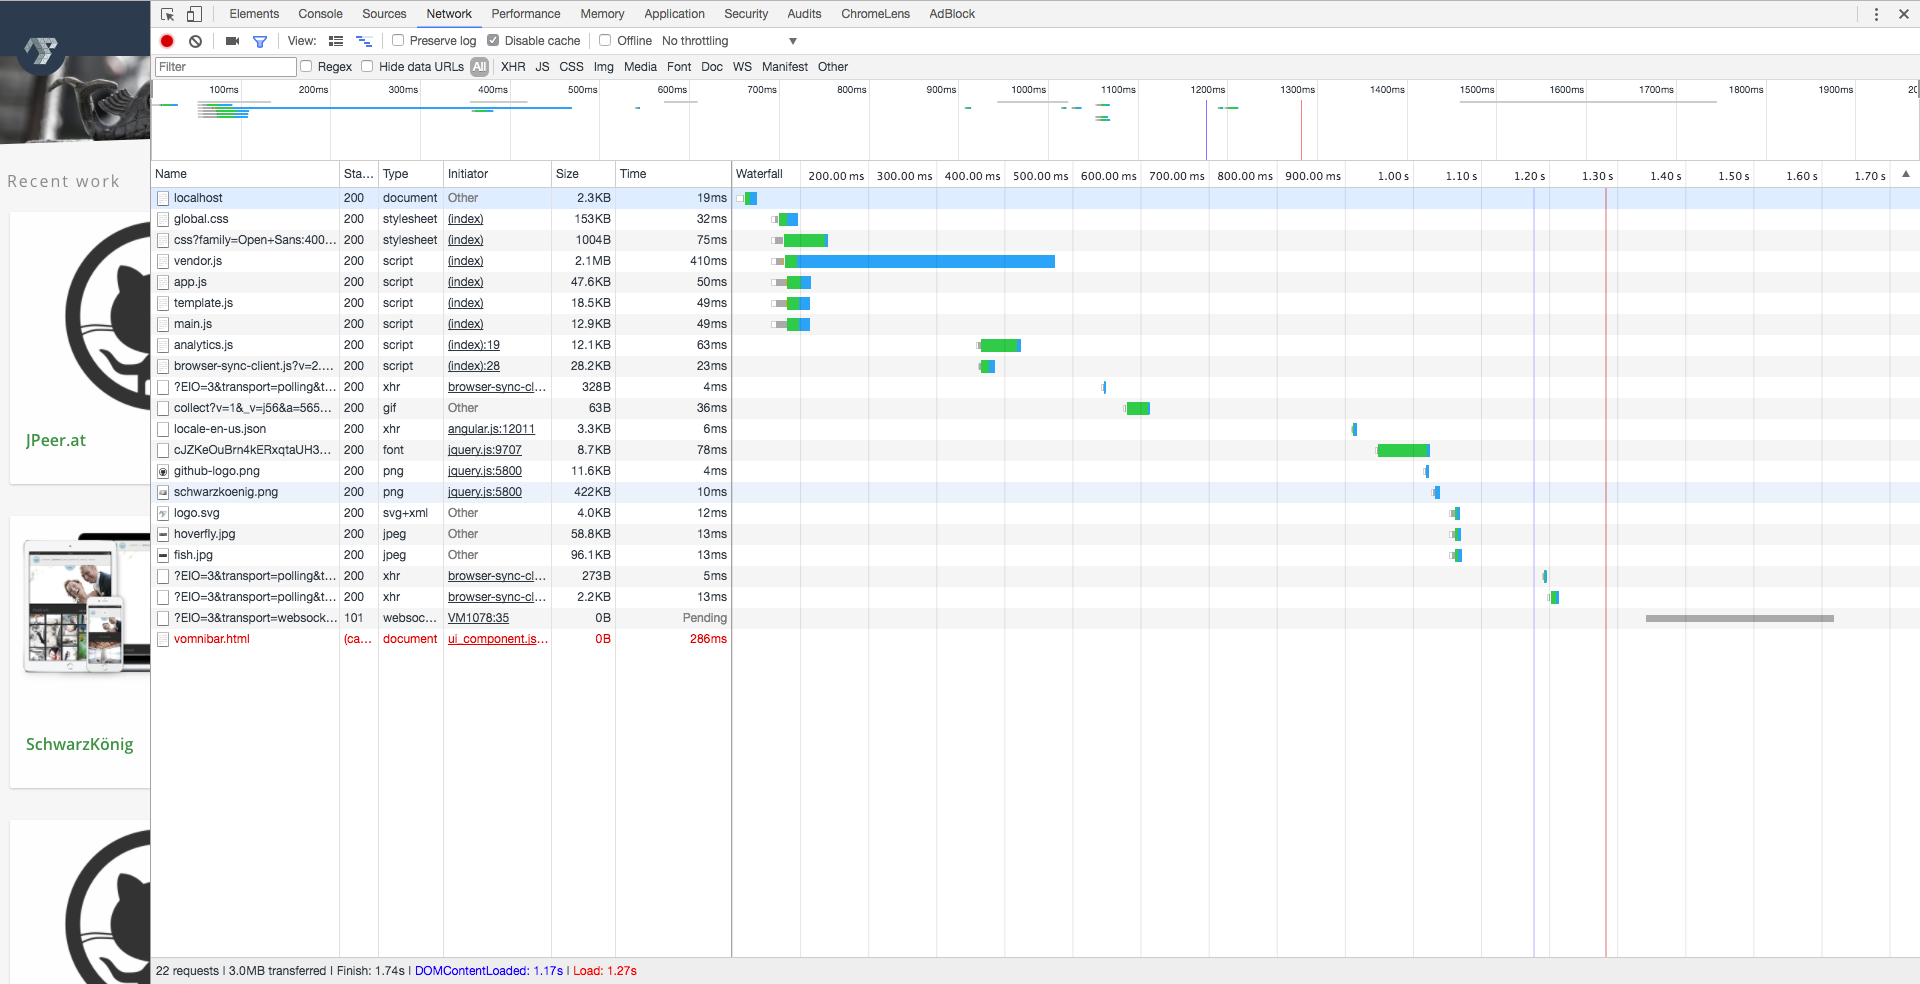 Elements Console Sources Network Performance Memory Application Security Audits ChromeLens AdBlock
View: Preserve log Disable cache Offline No throttling
Filter Regex Hide data URLs All XHR JS CSS Img Media Font Doc WS Manifest Other
100ms 200ms 300ms 400ms 500ms 600ms 700ms 800ms 900ms 1000ms 1100ms 1200ms 1300ms 1400ms 1500ms 1600ms 1700ms 1800ms 1900ms 20
Name Sta... Type Initiator Size Time Waterfall 200.00 ms 300.00 ms 400.00 ms 500.00 ms 600.00 ms 700.00 ms 800.00 ms 900.00 ms 1.00 s 1.10 s 1.20 s 1.30 s 1.40 s 1.50 s 1.60 s 1.70 s
localhost 200 document Other 2.3KB 19ms
global.css 200 stylesheet (index) 153KB 32ms
css?family=Open+Sans:400... 200 stylesheet (index) 1004B 75ms
vendor.js 200 script (index) 2.1MB 410ms
app.js 200 script (index) 47.6KB 50ms
template.js 200 script (index) 18.5KB 49ms
main.js 200 script (index) 12.9KB 49ms
analytics.js 200 script (index):19 12.1KB 63ms
browser-sync-client.js?v=2.... 200 script (index):28 28.2KB 23ms
?EIO=3&transport=polling&t... 200 xhr browser-sync-cl... 328B 4ms
collect?v=1&_v=j56&a=565... 200 gif Other 63B 36ms
locale-en-us.json 200 xhr angular.js:12011 3.3KB 6ms
cJZKeOuBrn4kERxqtaUH3... 200 font jquery.js:9707 8.7KB 78ms
github-logo.png 200 png jquery.js:5800 11.6KB 4ms
schwarzkoenig.png 200 png jquery.js:5800 422KB 10ms
logo.svg 200 svg+xml Other 4.0KB 12ms
hoverfly.jpg 200 jpeg Other 58.8KB 13ms
fish.jpg 200 jpeg Other 96.1KB 13ms
?EIO=3&transport=polling&t... 200 xhr browser-sync-cl... 273B 5ms
?EIO=3&transport=polling&t... 200 xhr browser-sync-cl... 2.2KB 13ms
?EIO=3&transport=websock... 101 websoc... VM1078:35 0B Pending
vomnibar.html (ca... document ui_component.js... 0B 286ms
22 requests | 3.0MB transferred | Finish: 1.74s | DOMContentLoaded: 1.17s | Load: 1.27s
Recent work
JPeer.at
SchwarzKönig